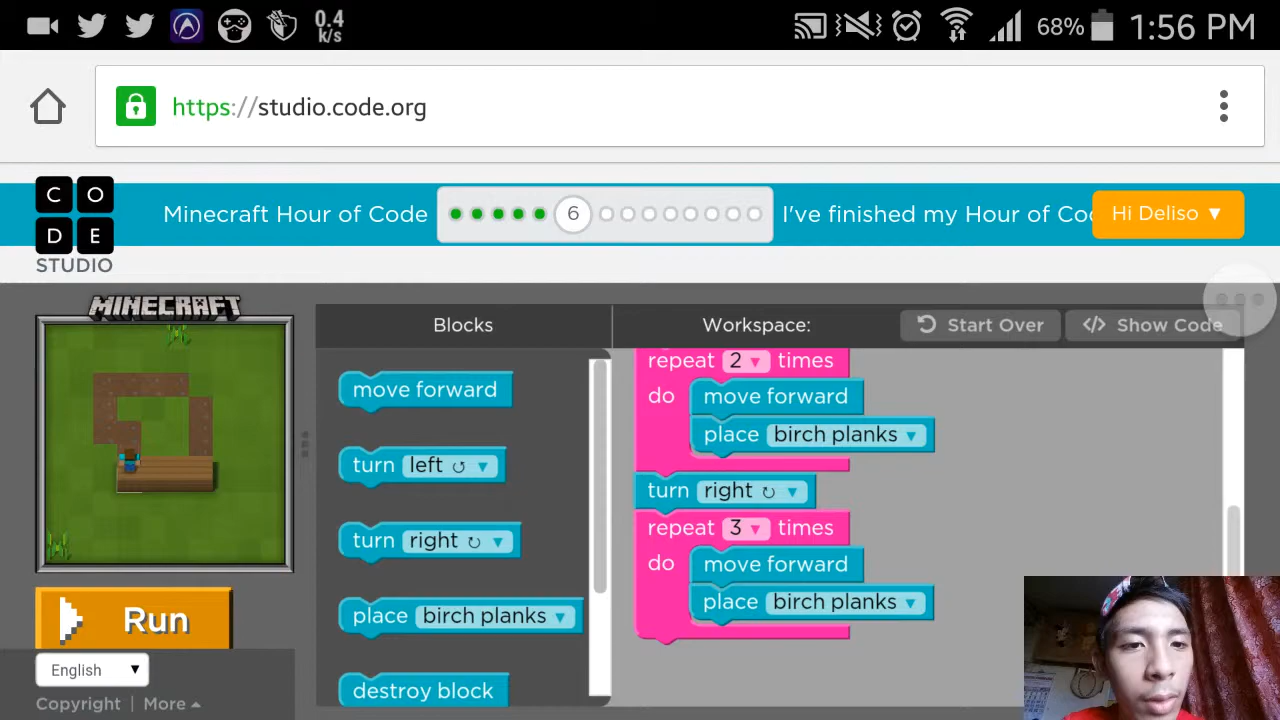 0.4
k/s
68%
1:56 PM
https://studio.code.org
C O
D E
STUDIO
Minecraft Hour of Code
6
I've finished my Hour of Co
Hi Deliso ▼
MINECRAFT
Blocks
Workspace:
Start Over
</> Show Code
move forward
turn left ↺ ▼
turn right ↻ ▼
place birch planks ▼
destroy block
repeat 2 ▼ times
do move forward
place birch planks ▼
turn right ↻ ▼
repeat 3 ▼ times
do move forward
place birch planks ▼
Run
English ▼
Copyright | More